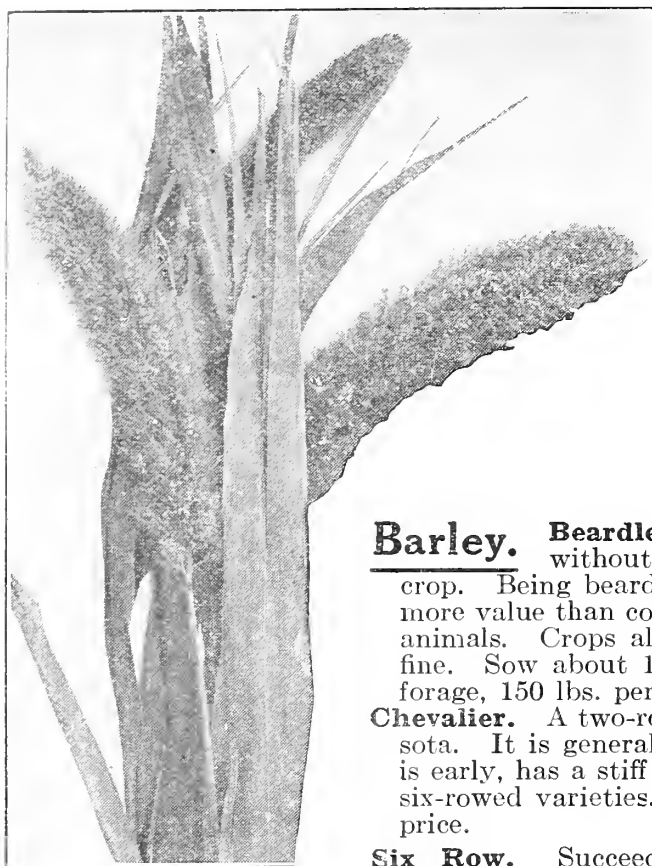 Barley. Beardle
without
crop. Being beard
more value than co
animals. Crops al
fine. Sow about 1
forage, 150 lbs. per
Chevalier. A two-ro
sota. It is general
is early, has a stiff
six-rowed varieties.
price.
Six Row. Succeed